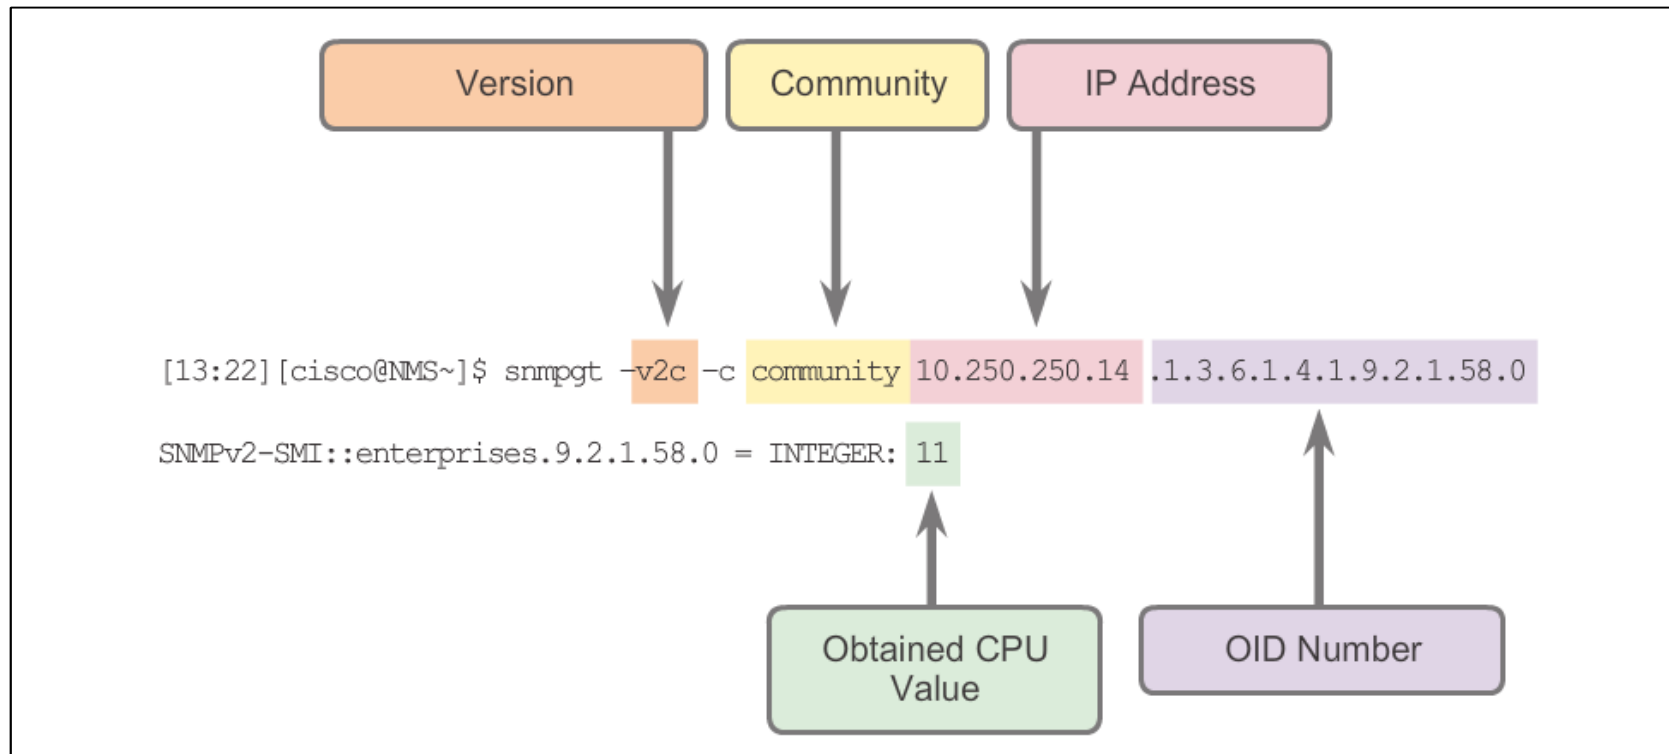 Version
Community
IP Address
[13:22][cisco@NMS~]$ snmpgt -v2c -c community 10.250.250.14 .1.3.6.1.4.1.9.2.1.58.0
SNMPv2-SMI::enterprises.9.2.1.58.0 = INTEGER: 11
Obtained CPU
Value
OID Number